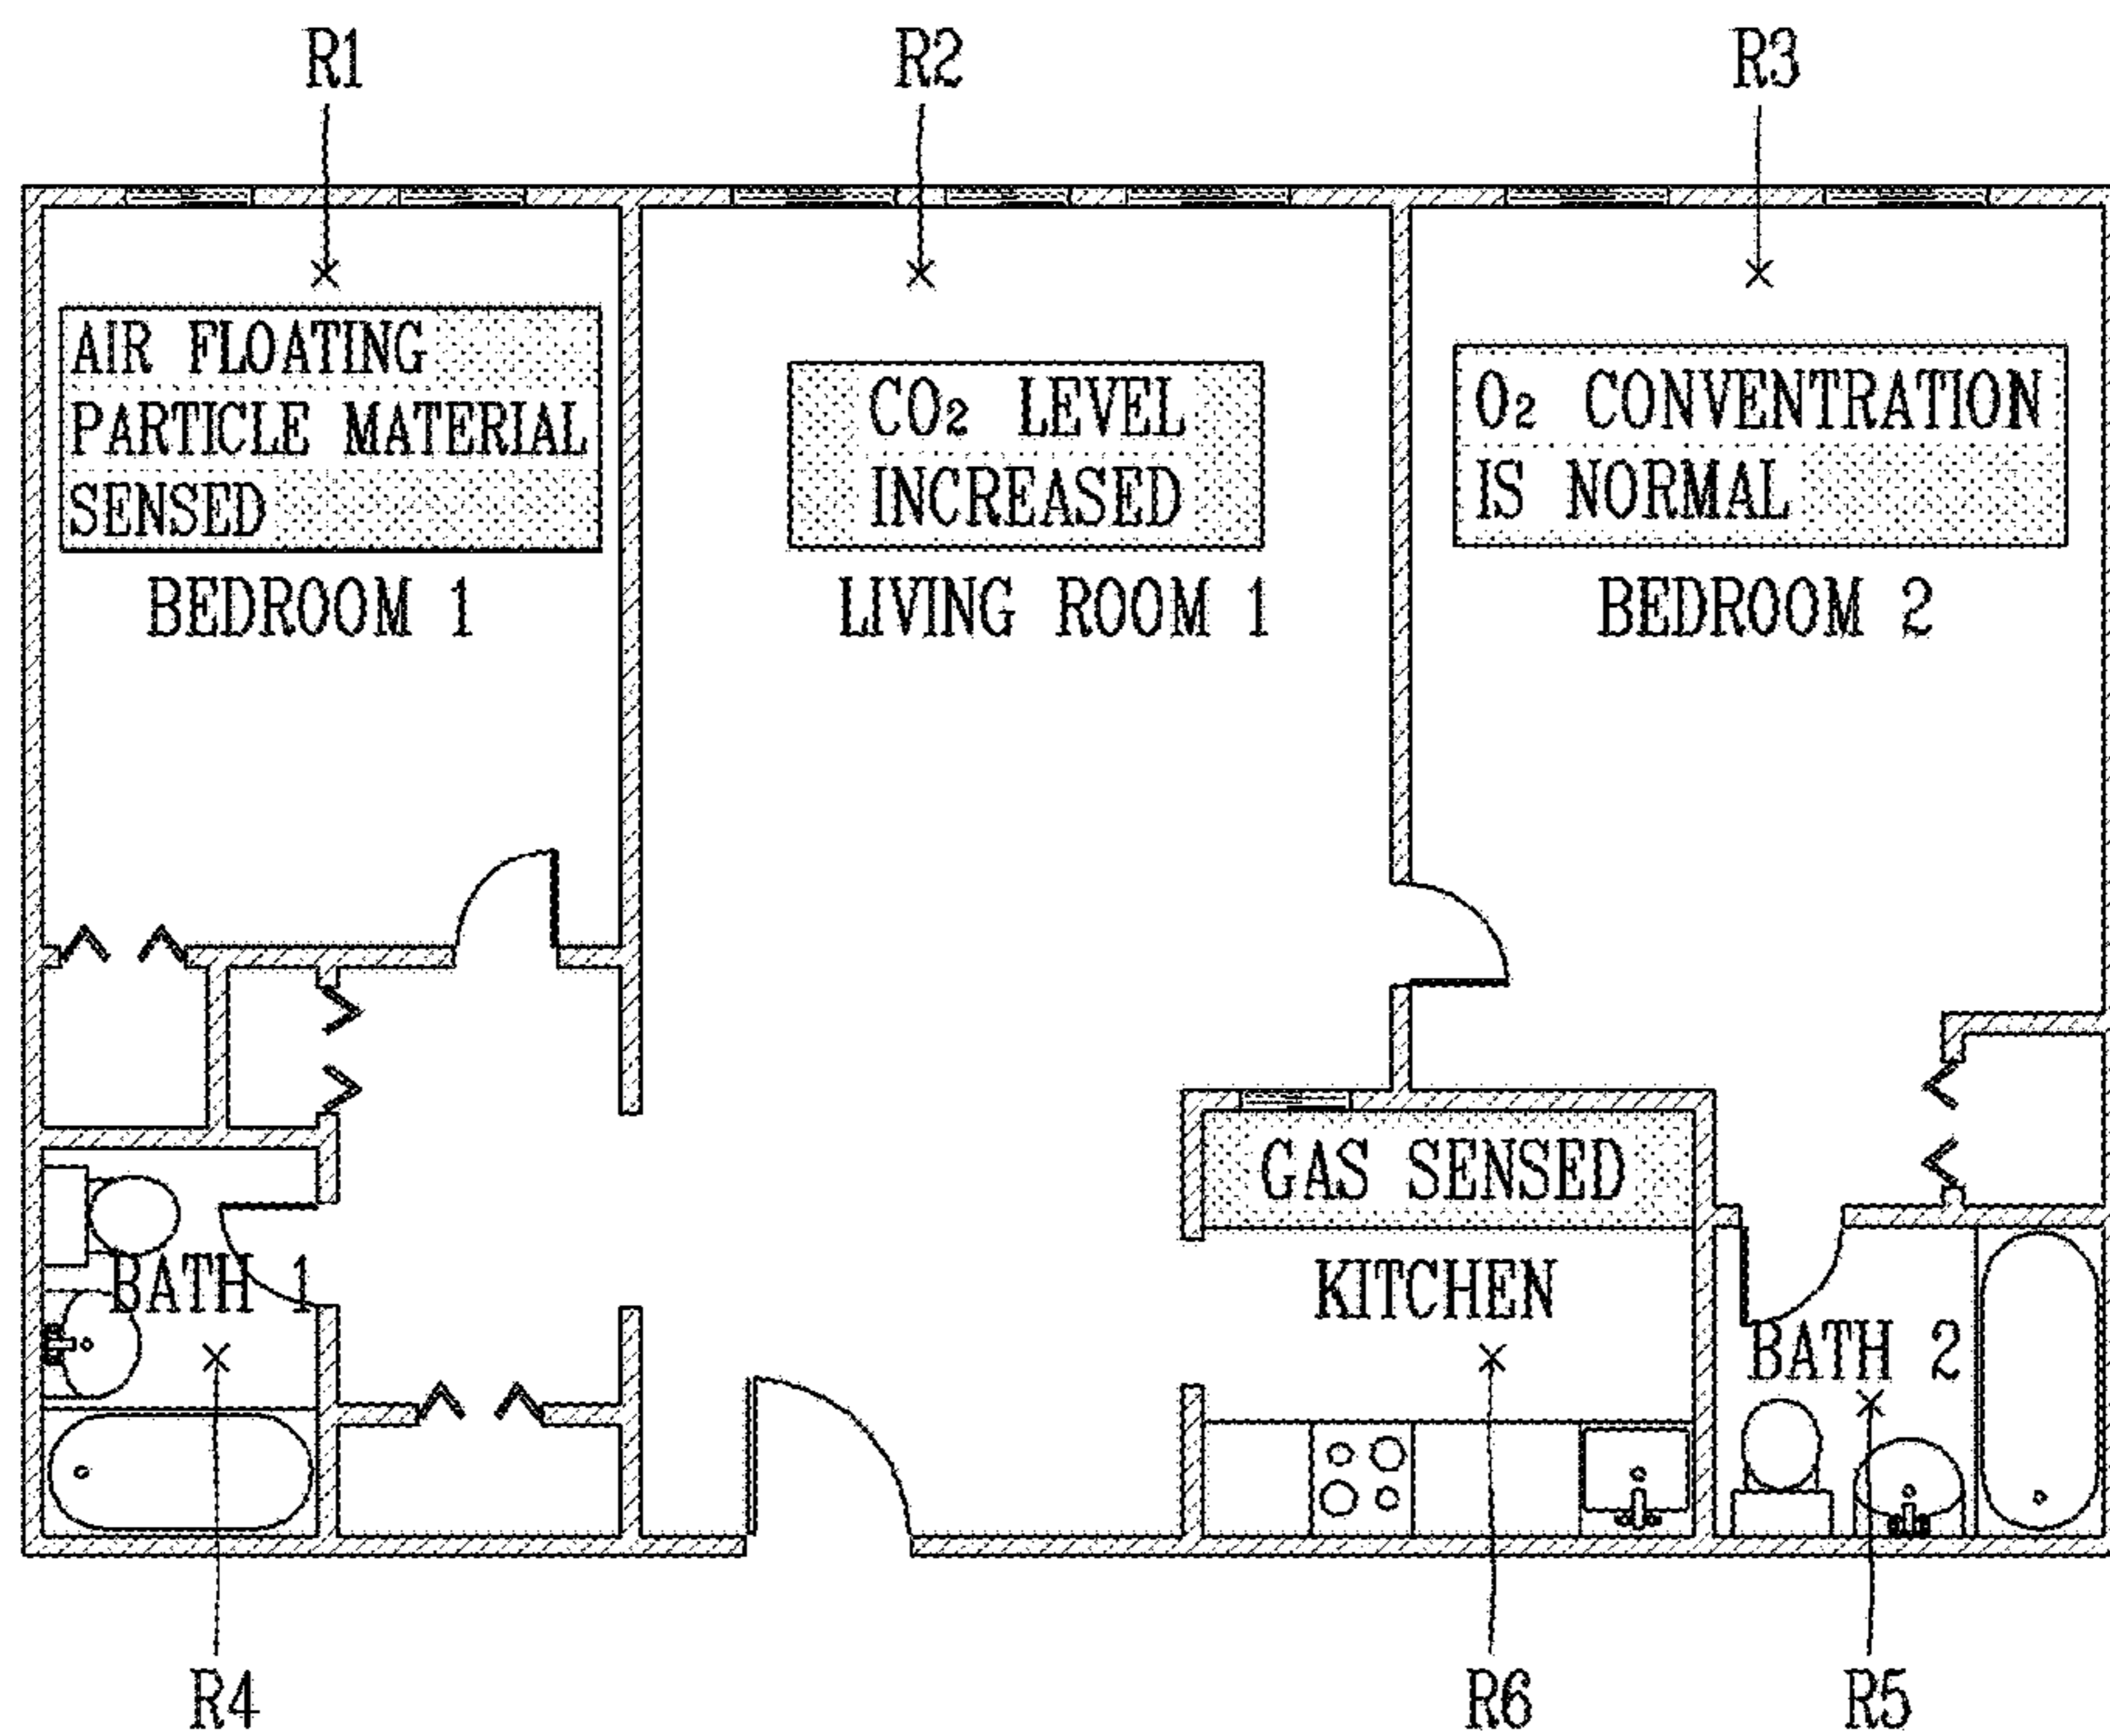 R1
R2
R3
AIR FLOATING
PARTICLE MATERIAL
SENSED
BEDROOM 1
CO₂ LEVEL
INCREASED
LIVING ROOM 1
O₂ CONVENTRATION
IS NORMAL
BEDROOM 2
GAS SENSED
KITCHEN
BATH 1
BATH 2
R4
R6
R5